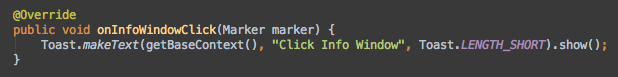 @Override
public void onInfoWindowClick(Marker marker) {
    Toast.makeText(getBaseContext(), "Click Info Window", Toast.LENGTH_SHORT).show();
}